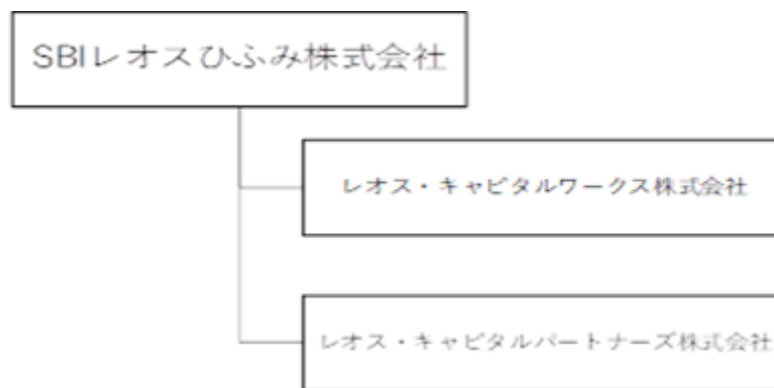 SBIレオスひふみ株式会社
レオス・キャピタルワークス株式会社
レオス・キャピタルパートナーズ株式会社